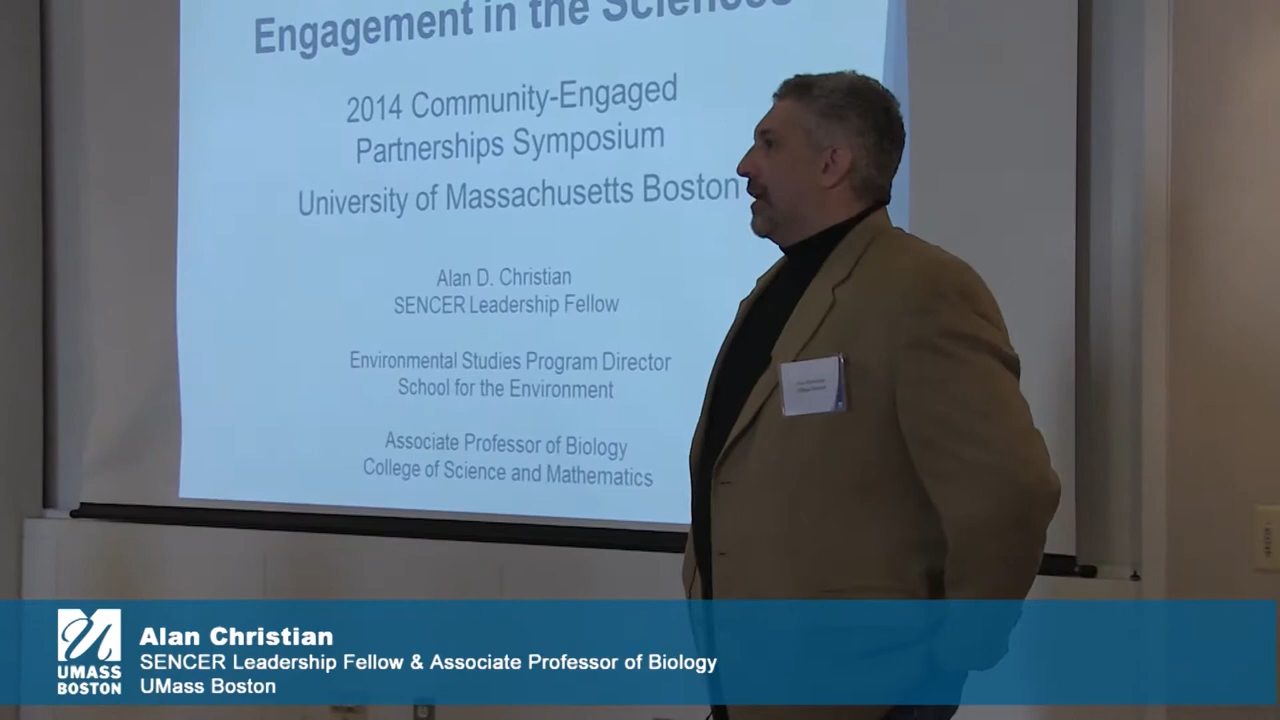 Engagement in the Sciences
2014 Community-Engaged
Partnerships Symposium
University of Massachusetts Boston
Alan D. Christian
SENCER Leadership Fellow
Environmental Studies Program Director
School for the Environment
Associate Professor of Biology
College of Science and Mathematics
UMASS
BOSTON
Alan Christian
SENCER Leadership Fellow & Associate Professor of Biology
UMass Boston